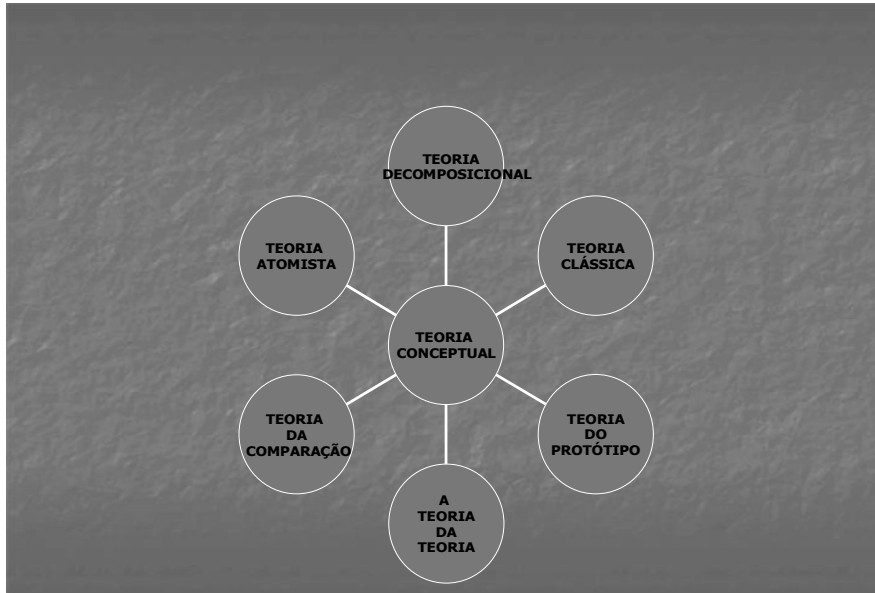 TEORIA
DECOMPOSICIONAL
TEORIA
ATOMISTA
TEORIA
CLÁSSICA
TEORIA
CONCEPTUAL
TEORIA
DA
COMPARAÇÃO
TEORIA
DO
PROTÓTIPO
A
TEORIA
DA
TEORIA